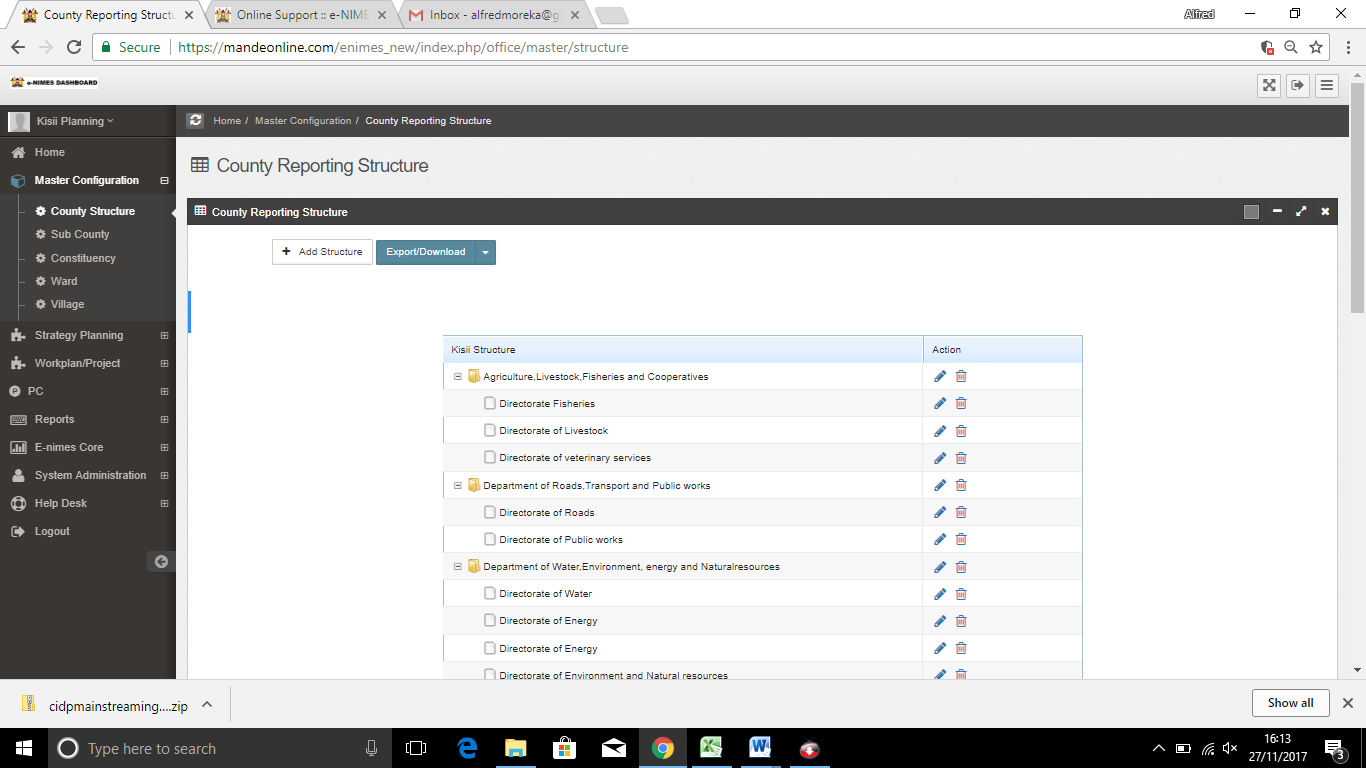 County Reporting Structu
Online Support :: e-NIME
Inbox - alfredmoreka@g
Alfred
Secure
https://mandeonline.com/enimes_new/index.php/office/master/structure
e-NIMES DASHBOARD
Kisii Planning
Home / Master Configuration / County Reporting Structure
Home
Master Configuration
County Structure
Sub County
Constituency
Ward
Village
Strategy Planning
Workplan/Project
PC
Reports
E-nimes Core
System Administration
Help Desk
Logout
County Reporting Structure
County Reporting Structure
+ Add Structure
Export/Download
Kisii Structure Action
Agriculture,Livestock,Fisheries and Cooperatives
Directorate Fisheries
Directorate of Livestock
Directorate of veterinary services
Department of Roads,Transport and Public works
Directorate of Roads
Directorate of Public works
Department of Water,Environment, energy and Naturalresources
Directorate of Water
Directorate of Energy
Directorate of Energy
Directorate of Environment and Natural resources
cidpmainstreaming....zip
Show all
Type here to search
16:13
27/11/2017
3